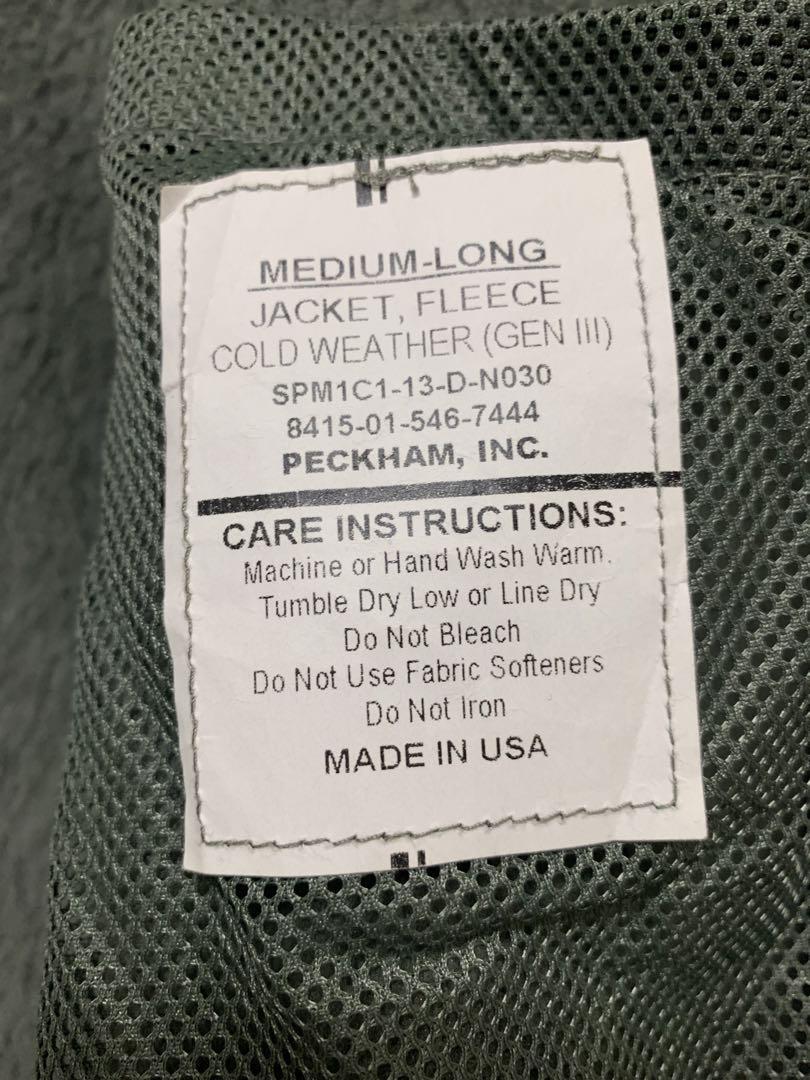 MEDIUM-LONG
JACKET, FLEECE
COLD WEATHER (GEN III)
SPM1C1-13-D-N030
8415-01-546-7444
PECKHAM, INC.
CARE INSTRUCTIONS:
Machine or Hand Wash Warm.
Tumble Dry Low or Line Dry
Do Not Bleach
Do Not Use Fabric Softeners
Do Not Iron
MADE IN USA